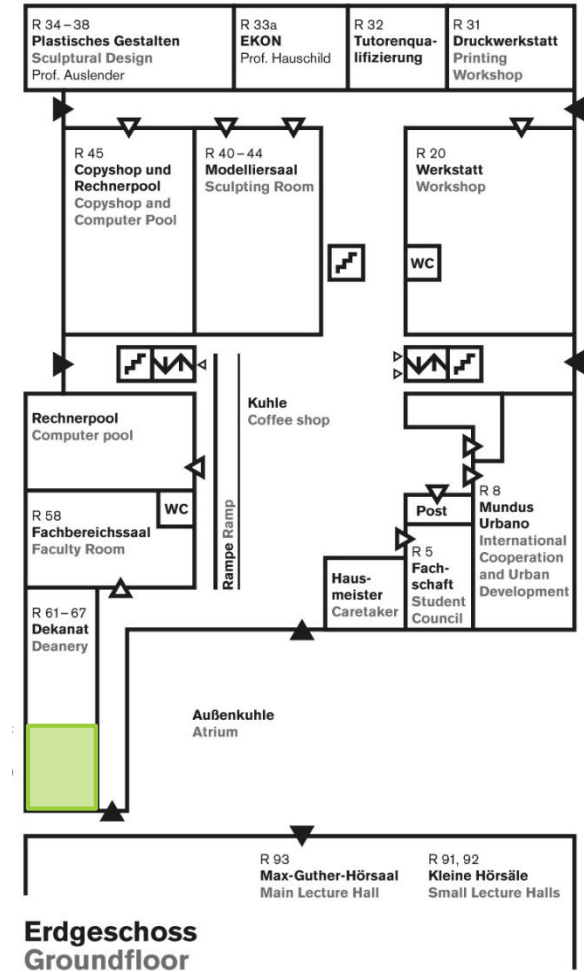 R 34–38
Plastisches Gestalten
Sculptural Design
Prof. Auslender
R 33a
EKON
Prof. Hauschild
R 32
Tutorenqua-
lifizierung
R 31
Druckwerkstatt
Printing
Workshop
R 45
Copyshop und
Rechnerpool
Copyshop and
Computer Pool
R 40–44
Modelliersaal
Sculpting Room
R 20
Werkstatt
Workshop
WC
Rechnerpool
Computer pool
Kuhle
Coffee shop
Rampe Ramp
WC
R 58
Fachbereichssaal
Faculty Room
Post
R 8
Mundus
Urbano
International
Cooperation
and Urban
Development
R 5
Fach-
schaft
Student
Council
Haus-
meister
Caretaker
R 61–67
Dekanat
Deanery
Außenkuhle
Atrium
R 93
Max-Guther-Hörsaal
Main Lecture Hall
R 91, 92
Kleine Hörsäle
Small Lecture Halls
Erdgeschoss
Groundfloor